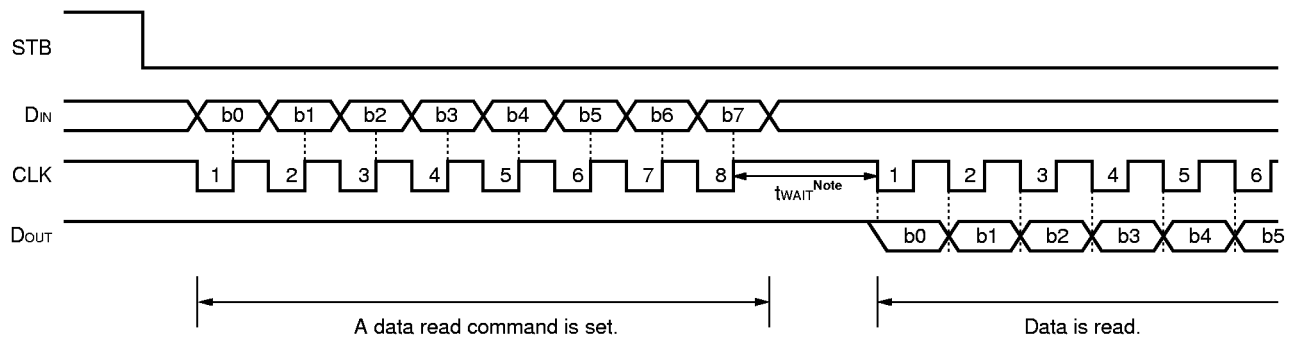 STB
DIN b0 b1 b2 b3 b4 b5 b6 b7
CLK 1 2 3 4 5 6 7 8 tWAIT Note 1 2 3 4 5 6
DOUT b0 b1 b2 b3 b4 b5
A data read command is set. Data is read.